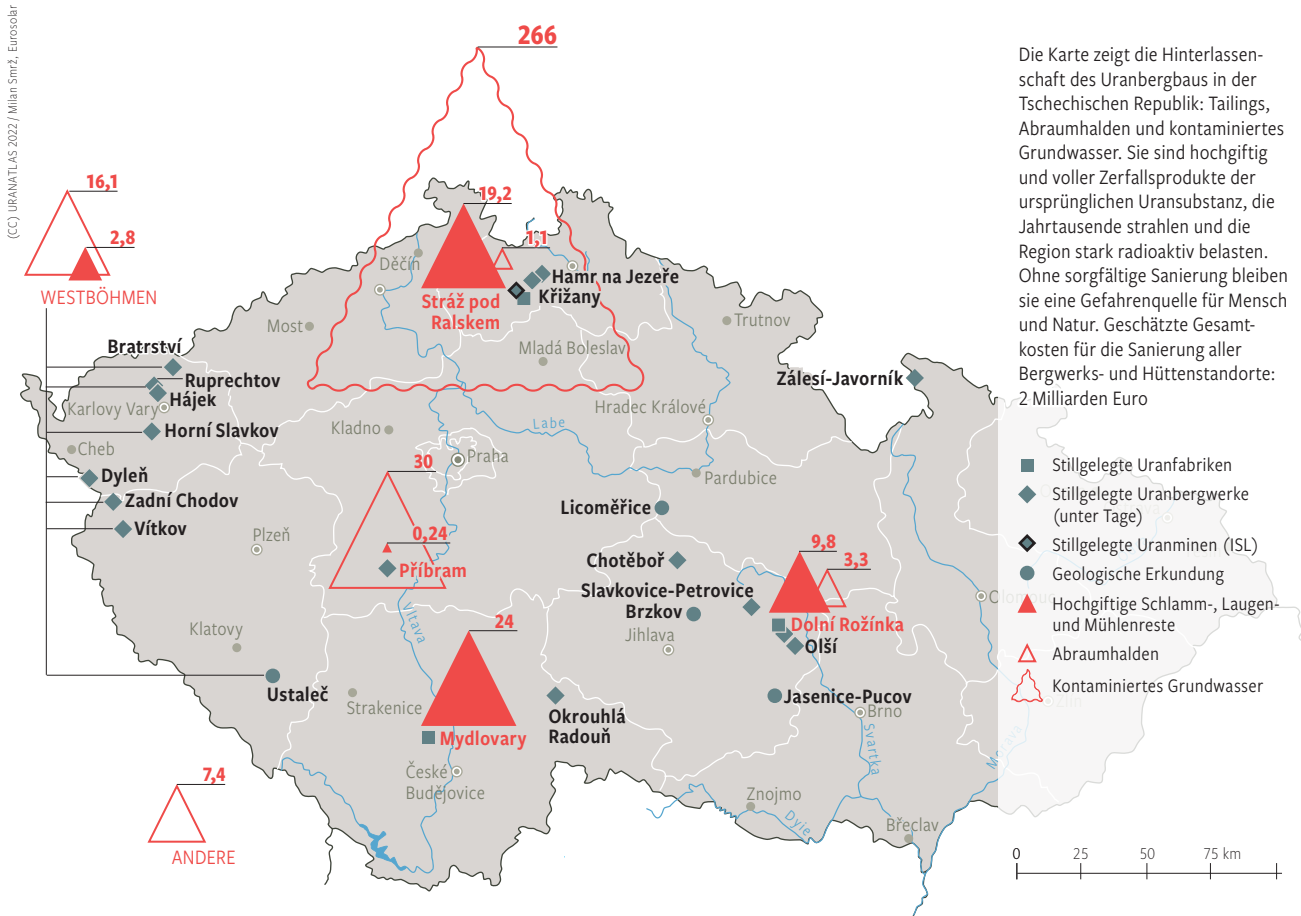 (CC) URANATLAS 2022 / Milan Smrž, Eurosolar
266
Die Karte zeigt die Hinterlassen-
schaft des Uranbergbaus in der
Tschechischen Republik: Tailings,
Abraumhalden und kontaminiertes
Grundwasser. Sie sind hochgiftig
und voller Zerfallsprodukte der
ursprünglichen Uransubstanz, die
Jahrtausende strahlen und die
Region stark radioaktiv belasten.
Ohne sorgfältige Sanierung bleiben
sie eine Gefahrenquelle für Mensch
und Natur. Geschätzte Gesamt-
kosten für die Sanierung aller
Bergwerks- und Hüttenstandorte:
2 Milliarden Euro
16,1
2,8
WESTBÖHMEN
19,2
1,1
Děčín
Hamr na Jezeře
Křižany
Stráž pod
Ralskem
Most
Trutnov
Mladá Boleslav
Bratrství
Ruprechtov
Hájek
Karlovy Vary
Horní Slavkov
Cheb
Dyleň
Zadní Chodov
Vítkov
Zálesí-Javorník
Hradec Králové
Kladno
Labe
Praha
Pardubice
30
0,24
Příbram
Plzeň
Licoměřice
Chotěboř
Slavkovice-Petrovice
Brzkov
Jihlava
9,8
3,3
Dolní Rožínka
Olší
Vltava
Klatovy
24
Ustaleč
Strakenice
Mydlovary
Okrouhlá
Radouň
Jasenice-Pucov
Brno
Svartka
České
Budějovice
Znojmo
Dyie
Břeclav
Morava
Olomouc
Zlín
7,4
ANDERE
Stillgelegte Uranfabriken
Stillgelegte Uranbergwerke
(unter Tage)
Stillgelegte Uranminen (ISL)
Geologische Erkundung
Hochgiftige Schlamm-, Laugen-
und Mühlenreste
Abraumhalden
Kontaminiertes Grundwasser
0 25 50 75 km